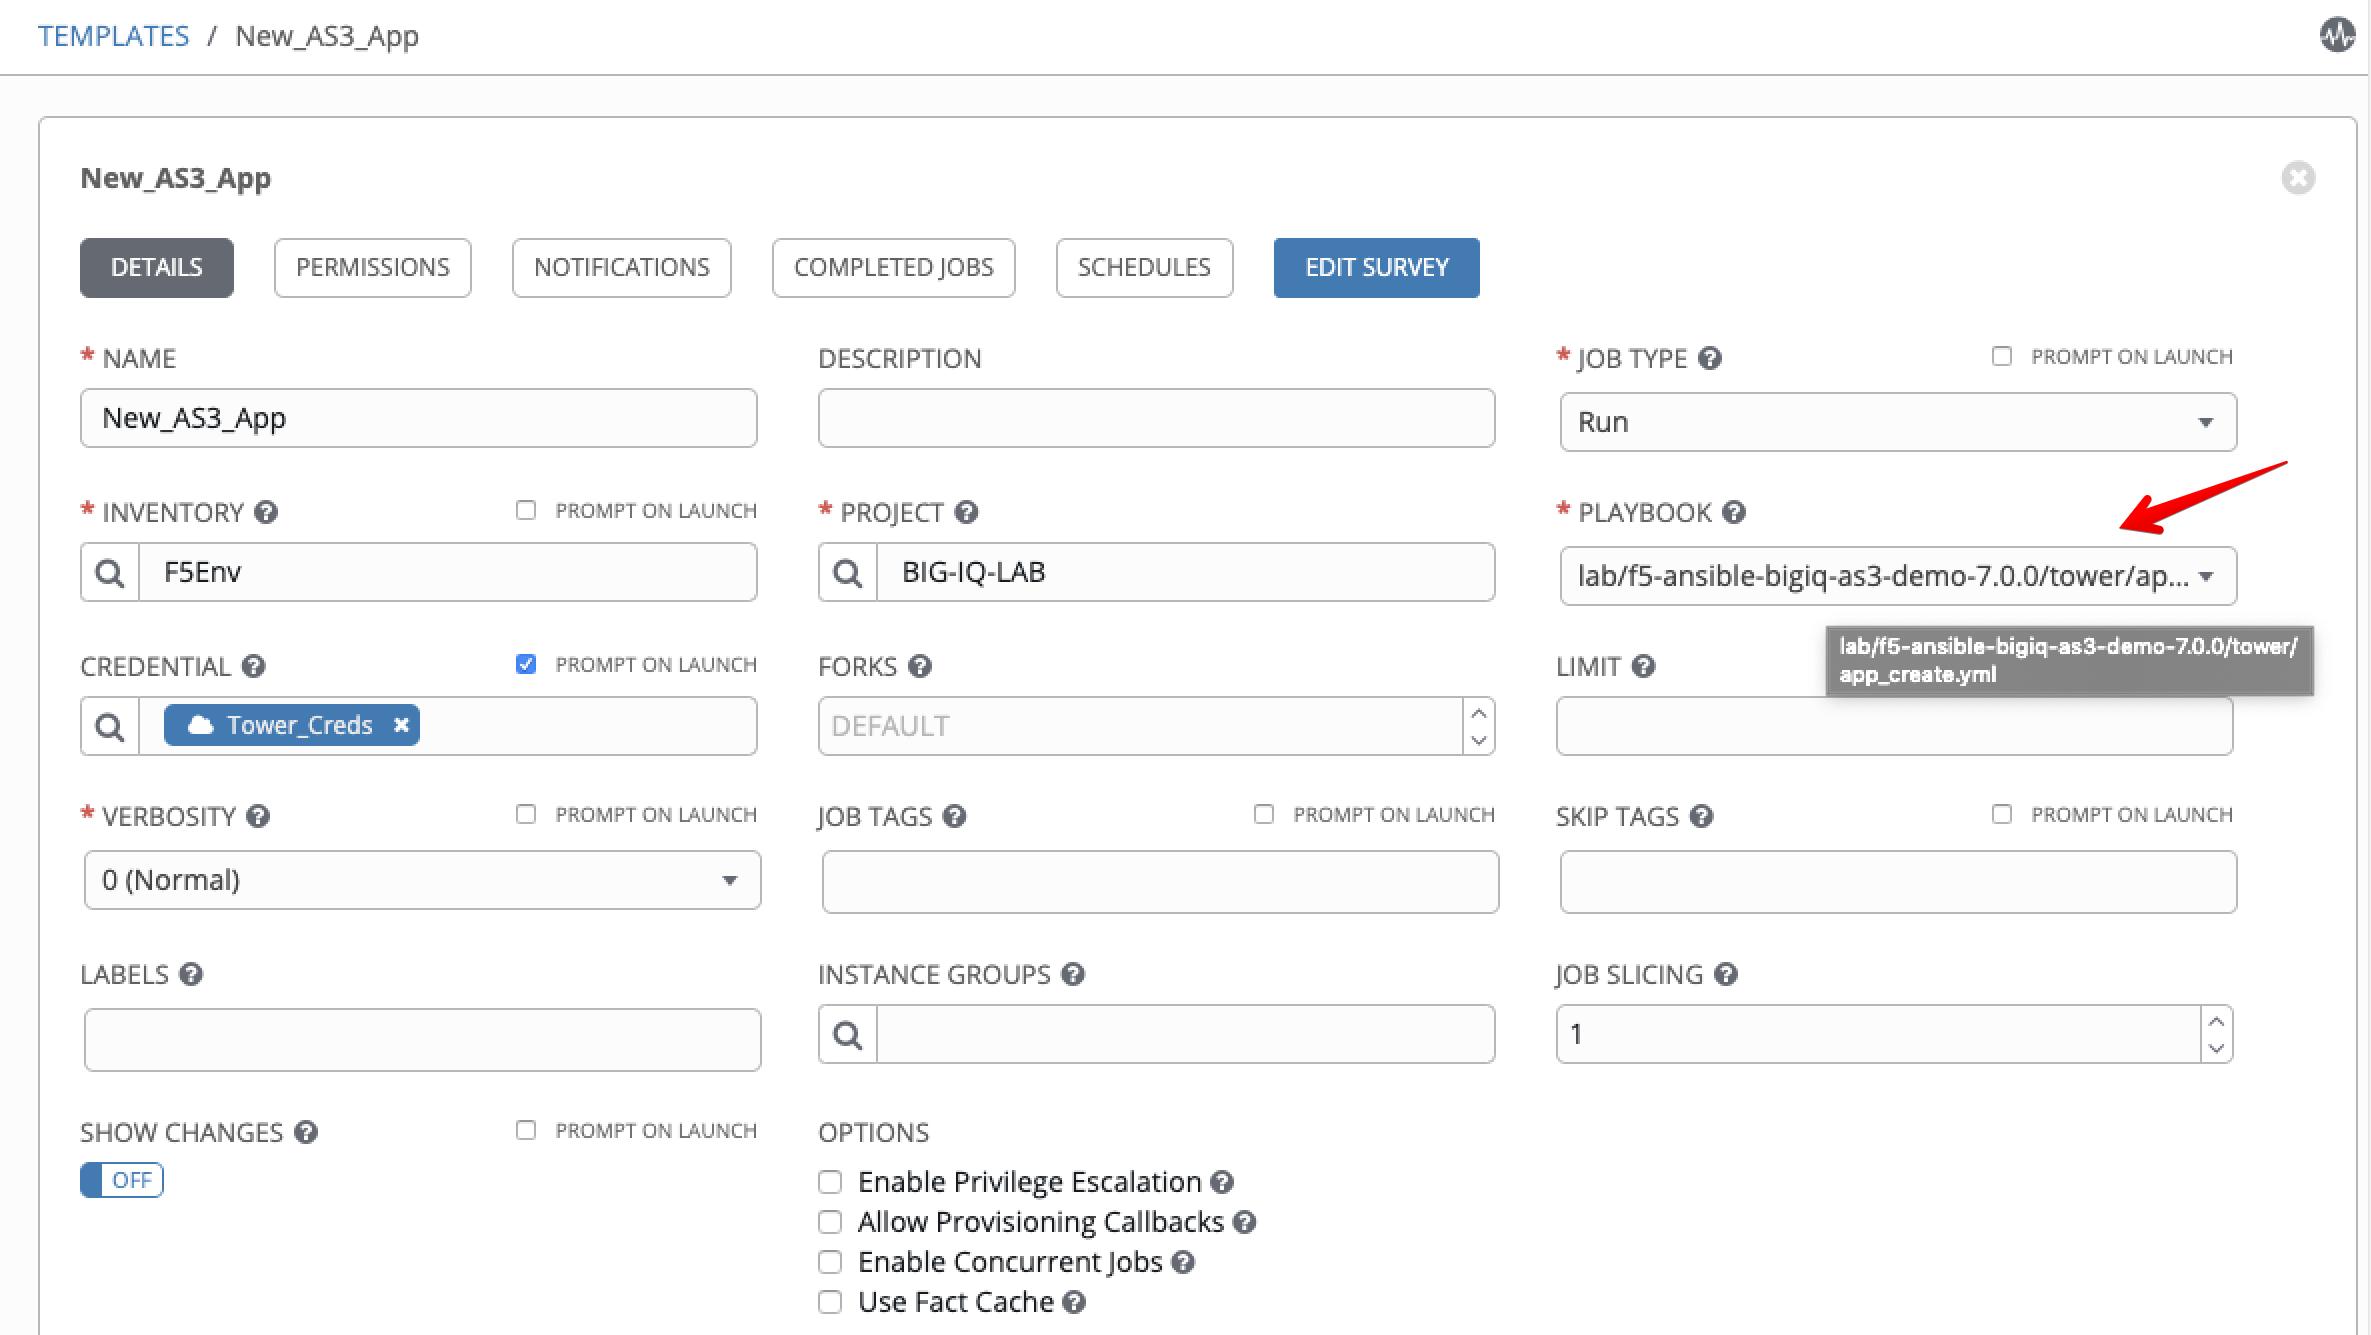 TEMPLATES / New_AS3_App
New_AS3_App
DETAILS PERMISSIONS NOTIFICATIONS COMPLETED JOBS SCHEDULES EDIT SURVEY
* NAME DESCRIPTION * JOB TYPE PROMPT ON LAUNCH
New_AS3_App Run
* INVENTORY PROMPT ON LAUNCH * PROJECT * PLAYBOOK
F5Env BIG-IQ-LAB lab/f5-ansible-bigiq-as3-demo-7.0.0/tower/ap...
lab/f5-ansible-bigiq-as3-demo-7.0.0/tower/
app_create.yml
CREDENTIAL PROMPT ON LAUNCH FORKS LIMIT
Tower_Creds DEFAULT
* VERBOSITY PROMPT ON LAUNCH JOB TAGS PROMPT ON LAUNCH SKIP TAGS PROMPT ON LAUNCH
0 (Normal)
LABELS INSTANCE GROUPS JOB SLICING
1
SHOW CHANGES PROMPT ON LAUNCH OPTIONS
OFF
Enable Privilege Escalation
Allow Provisioning Callbacks
Enable Concurrent Jobs
Use Fact Cache